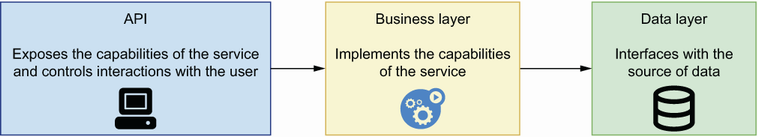 API
Exposes the capabilities of the service
and controls interactions with the user
Business layer
Implements the capabilities
of the service
Data layer
Interfaces with the
source of data